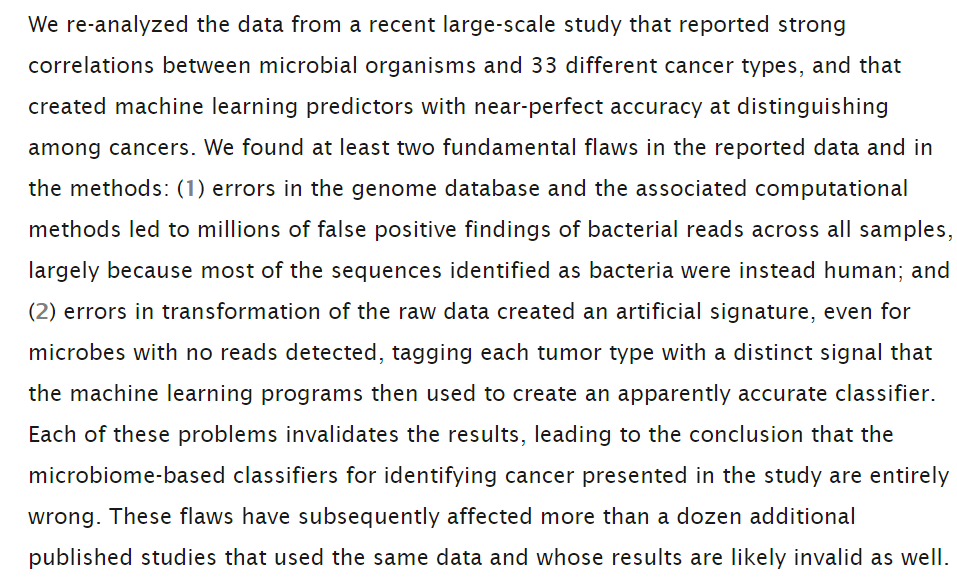 We re-analyzed the data from a recent large-scale study that reported strong
correlations between microbial organisms and 33 different cancer types, and that
created machine learning predictors with near-perfect accuracy at distinguishing
among cancers. We found at least two fundamental flaws in the reported data and in
the methods: (1) errors in the genome database and the associated computational
methods led to millions of false positive findings of bacterial reads across all samples,
largely because most of the sequences identified as bacteria were instead human; and
(2) errors in transformation of the raw data created an artificial signature, even for
microbes with no reads detected, tagging each tumor type with a distinct signal that
the machine learning programs then used to create an apparently accurate classifier.
Each of these problems invalidates the results, leading to the conclusion that the
microbiome-based classifiers for identifying cancer presented in the study are entirely
wrong. These flaws have subsequently affected more than a dozen additional
published studies that used the same data and whose results are likely invalid as well.